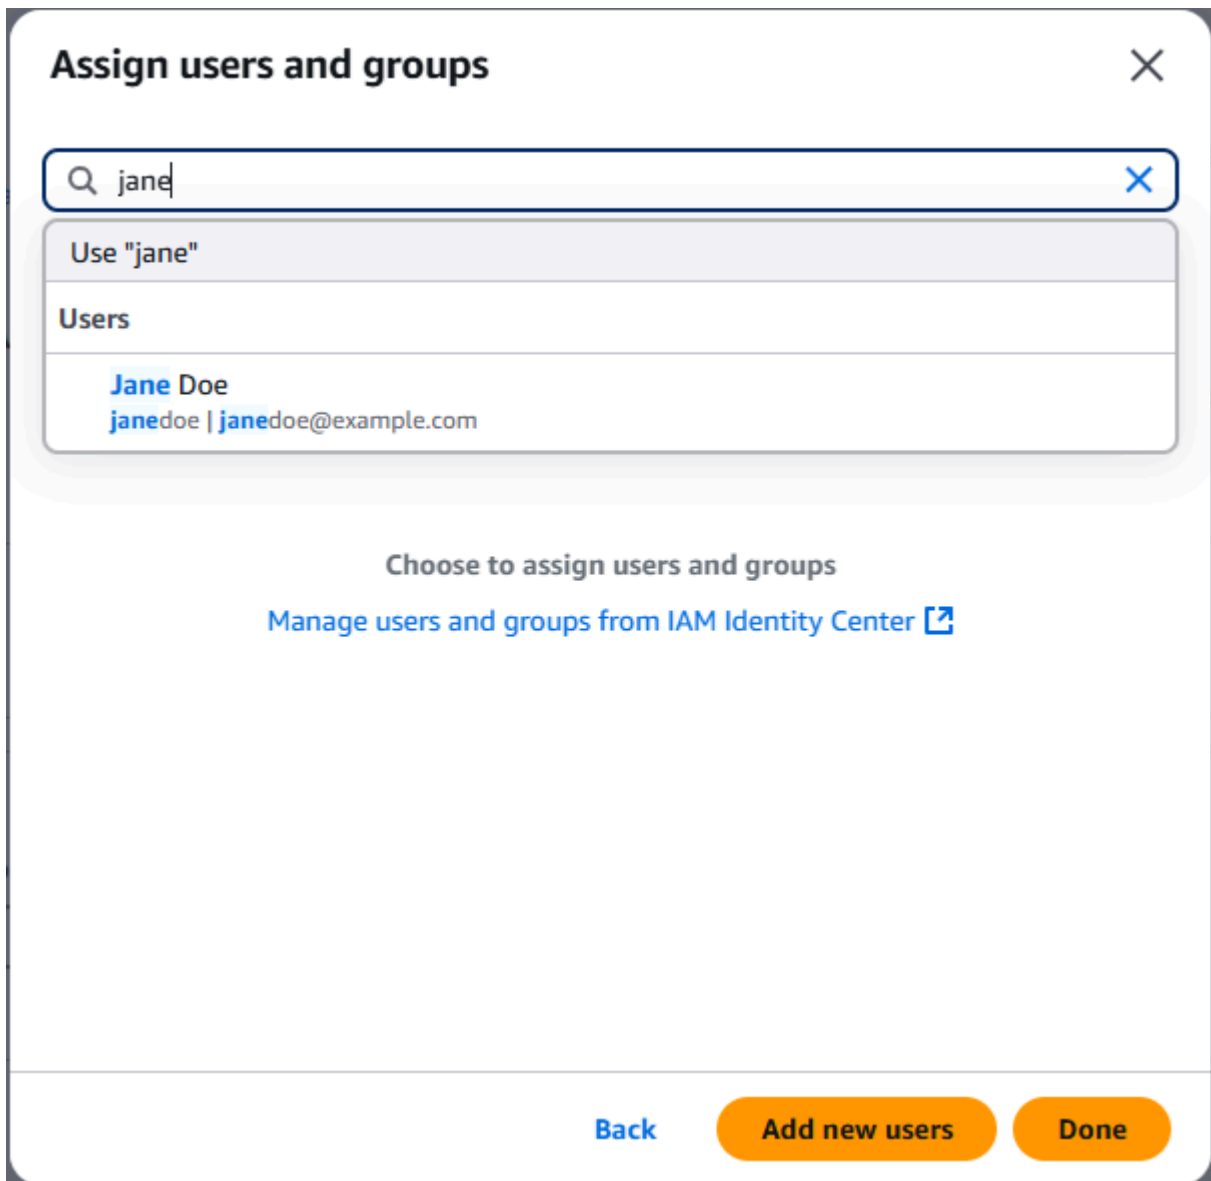 Assign users and groups
jane
Use "jane"
Users
Jane Doe
janedoe | janedoe@example.com
Choose to assign users and groups
Manage users and groups from IAM Identity Center
Back
Add new users
Done